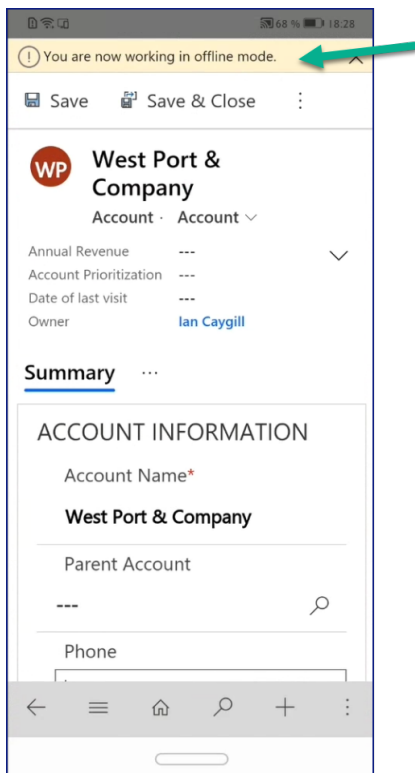 68 % 18:28
You are now working in offline mode.
Save Save & Close
WP
West Port &
Company
Account · Account
Annual Revenue ---
Account Prioritization ---
Date of last visit ---
Owner Ian Caygill
Summary ...
ACCOUNT INFORMATION
Account Name*
West Port & Company
Parent Account
---
Phone